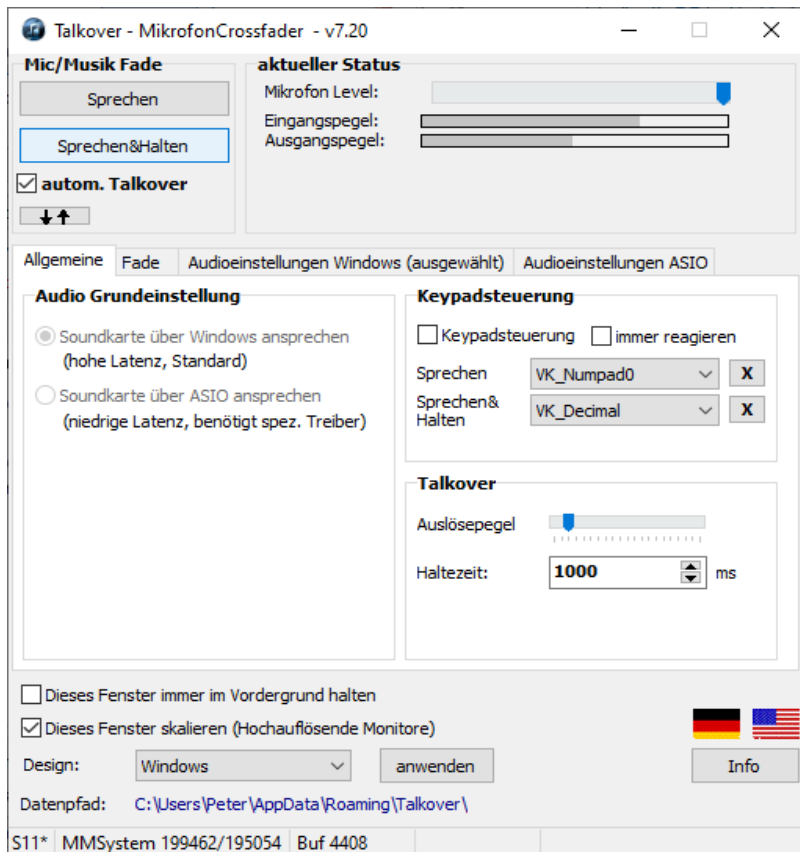 Talkover - MikrofonCrossfader - v7.20
Mic/Musik Fade
Sprechen
Sprechen&Halten
autom. Talkover
aktueller Status
Mikrofon Level:
Eingangspegel:
Ausgangspegel:
Allgemeine
Fade
Audioeinstellungen Windows (ausgewählt)
Audioeinstellungen ASIO
Audio Grundeinstellung
Soundkarte über Windows ansprechen
(hohe Latenz, Standard)
Soundkarte über ASIO ansprechen
(niedrige Latenz, benötigt spez. Treiber)
Keypadsteuerung
Keypadsteuerung
immer reagieren
Sprechen
VK_Numpad0
X
Sprechen&
Halten
VK_Decimal
X
Talkover
Auslösepegel
Haltezeit:
1000
ms
Dieses Fenster immer im Vordergrund halten
Dieses Fenster skalieren (Hochauflösende Monitore)
Design:
Windows
anwenden
Info
Datenpfad:
C:\Users\Peter\AppData\Roaming\Talkover\
S11*
MMSystem 199462/195054
Buf 4408